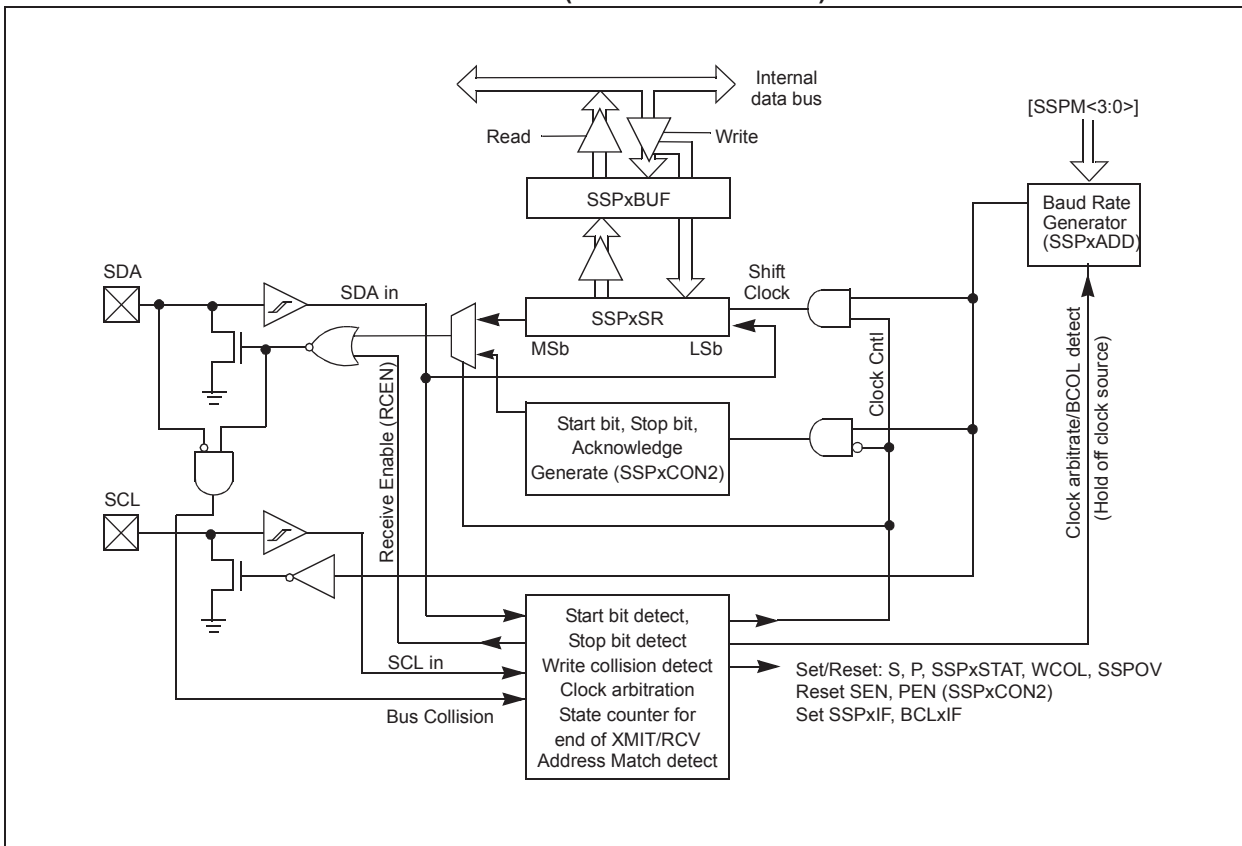 Internal
data bus
[SSPM<3:0>]
Read
Write
SSPxBUF
Baud Rate
Generator
(SSPxADD)
SDA
SDA in
Shift
Clock
SSPxSR
MSb
LSb
Clock Cntl
Receive Enable (RCEN)
Start bit, Stop bit,
Acknowledge
Generate (SSPxCON2)
Clock arbitrate/BCOL detect
(Hold off clock source)
SCL
SCL in
Bus Collision
Start bit detect,
Stop bit detect
Write collision detect
Clock arbitration
State counter for
end of XMIT/RCV
Address Match detect
Set/Reset: S, P, SSPxSTAT, WCOL, SSPOV
Reset SEN, PEN (SSPxCON2)
Set SSPxIF, BCLxIF